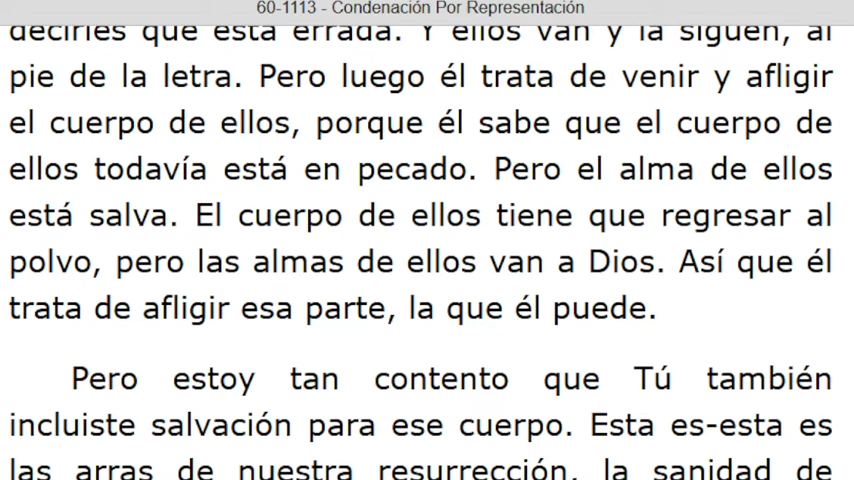 60-1113 - Condenación Por Representación
decirles que está errada. Y ellos van y la siguen, al
pie de la letra. Pero luego él trata de venir y afligir
el cuerpo de ellos, porque él sabe que el cuerpo de
ellos todavía está en pecado. Pero el alma de ellos
está salva. El cuerpo de ellos tiene que regresar al
polvo, pero las almas de ellos van a Dios. Así que él
trata de afligir esa parte, la que él puede.
Pero estoy tan contento que Tú también
incluiste salvación para ese cuerpo. Esta es-esta es
las arras de nuestra resurrección, la sanidad de